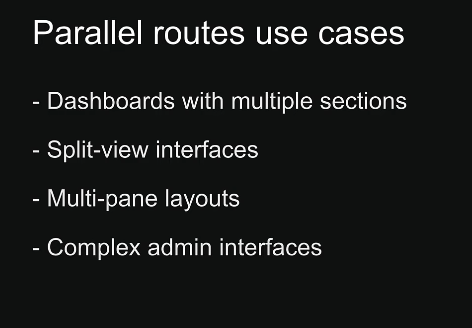 Parallel routes use cases
- Dashboards with multiple sections
- Split-view interfaces
- Multi-pane layouts
- Complex admin interfaces